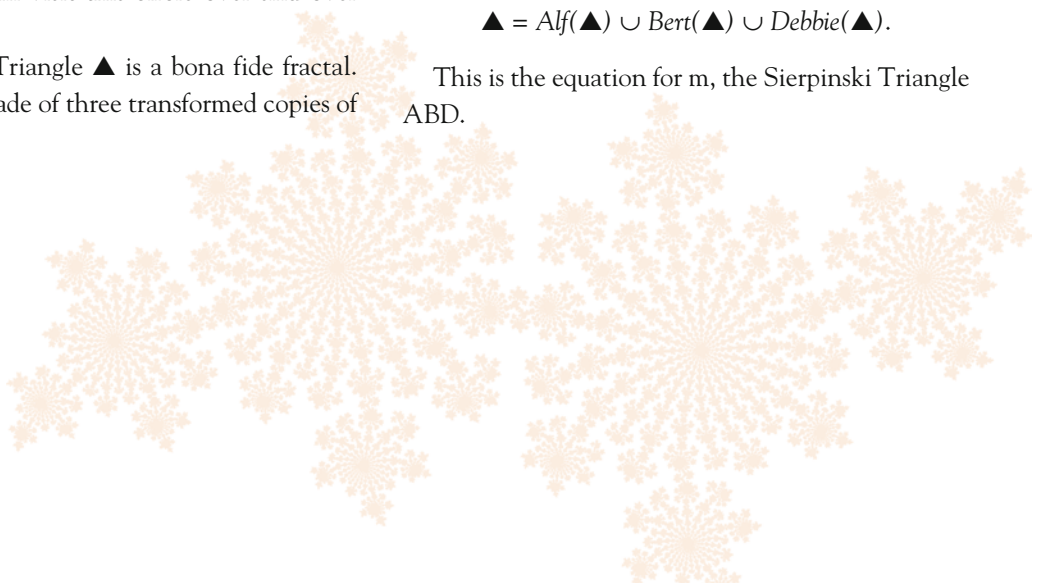 Triangle ▲ is a bona fide fractal.
of three transformed copies of
▲ = Alf(▲) ∪ Bert(▲) ∪ Debbie(▲).
This is the equation for m, the Sierpinski Triangle
ABD.